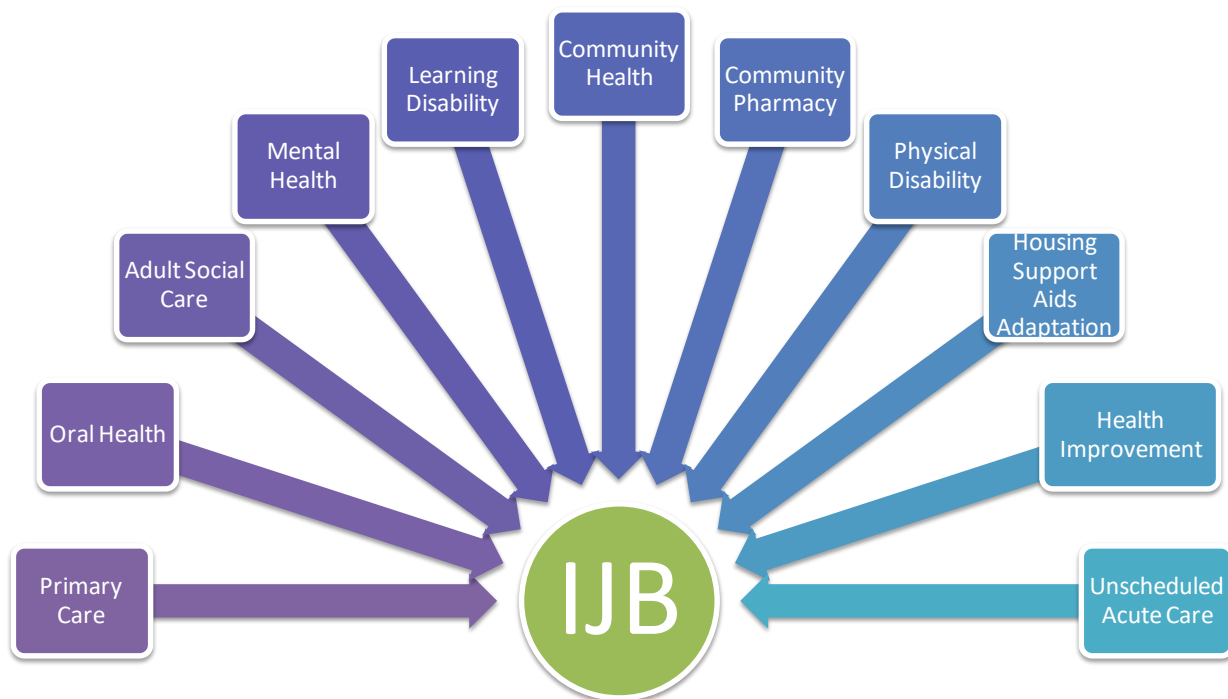 Primary
Care
Oral Health
Adult Social
Care
Mental
Health
Learning
Disability
Community
Health
Community
Pharmacy
Physical
Disability
Housing
Support
Aids
Adaptation
Health
Improvement
Unscheduled
Acute Care
IJB